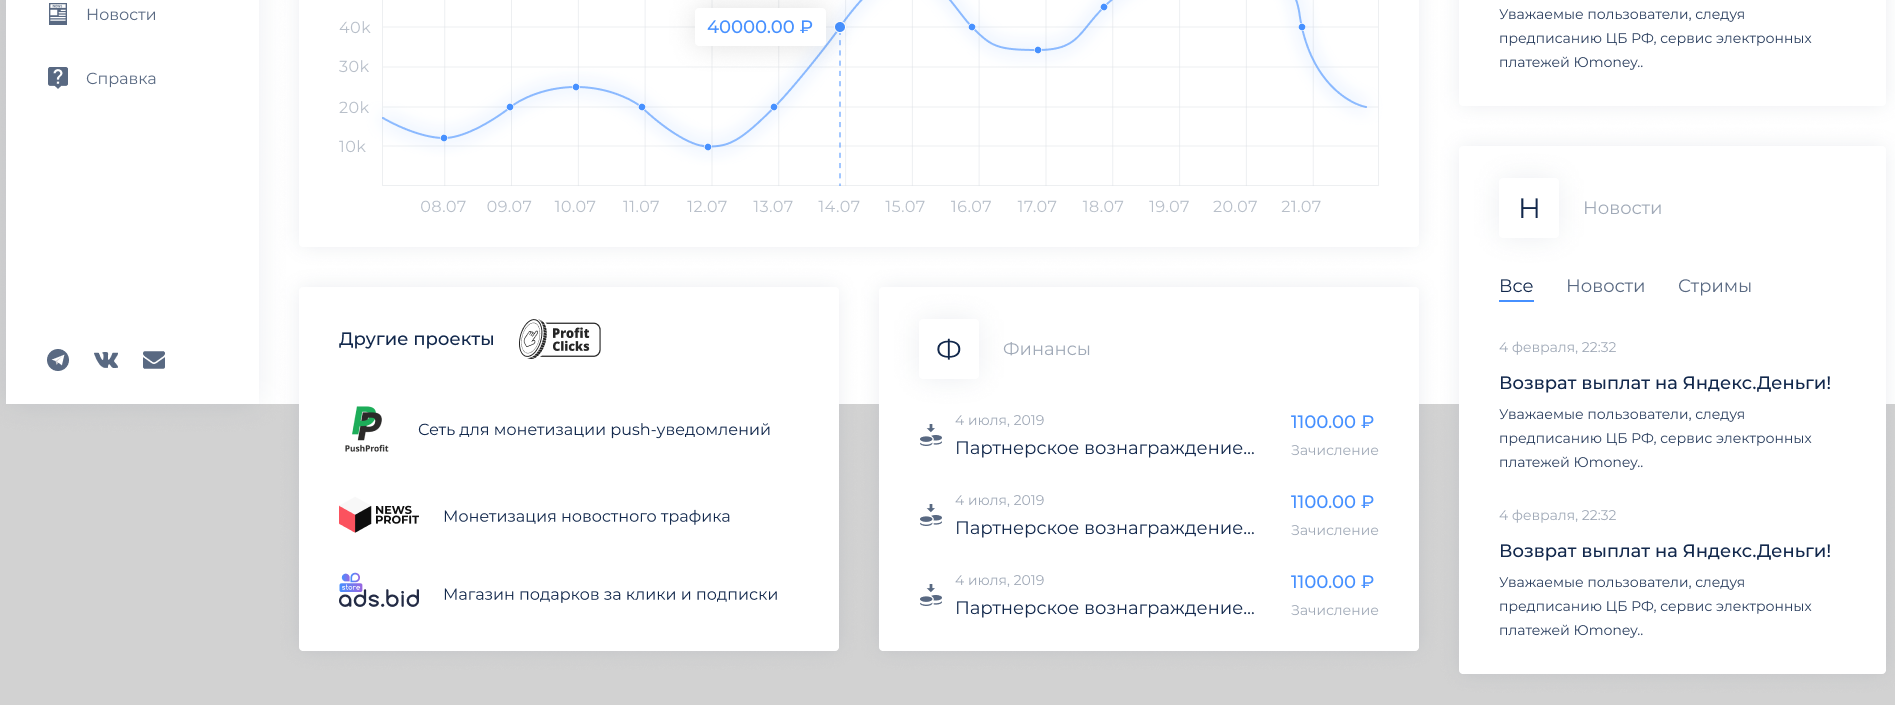 Новости
Справка
40k
30k
20k
10k
40000.00 ₽
08.07 09.07 10.07 11.07 12.07 13.07 14.07 15.07 16.07 17.07 18.07 19.07 20.07 21.07
Другие проекты
Profit
Clicks
PushProfit
Сеть для монетизации push-уведомлений
NEWS
PROFIT
Монетизация новостного трафика
store
ads.bid
Магазин подарков за клики и подписки
Ф
Финансы
4 июля, 2019
Партнерское вознаграждение...
1100.00 ₽
Зачисление
4 июля, 2019
Партнерское вознаграждение...
1100.00 ₽
Зачисление
4 июля, 2019
Партнерское вознаграждение...
1100.00 ₽
Зачисление
Уважаемые пользователи, следуя
предписанию ЦБ РФ, сервис электронных
платежей Юmoney..
Н
Новости
Все Новости Стримы
4 февраля, 22:32
Возврат выплат на Яндекс.Деньги!
Уважаемые пользователи, следуя
предписанию ЦБ РФ, сервис электронных
платежей Юmoney..
4 февраля, 22:32
Возврат выплат на Яндекс.Деньги!
Уважаемые пользователи, следуя
предписанию ЦБ РФ, сервис электронных
платежей Юmoney..